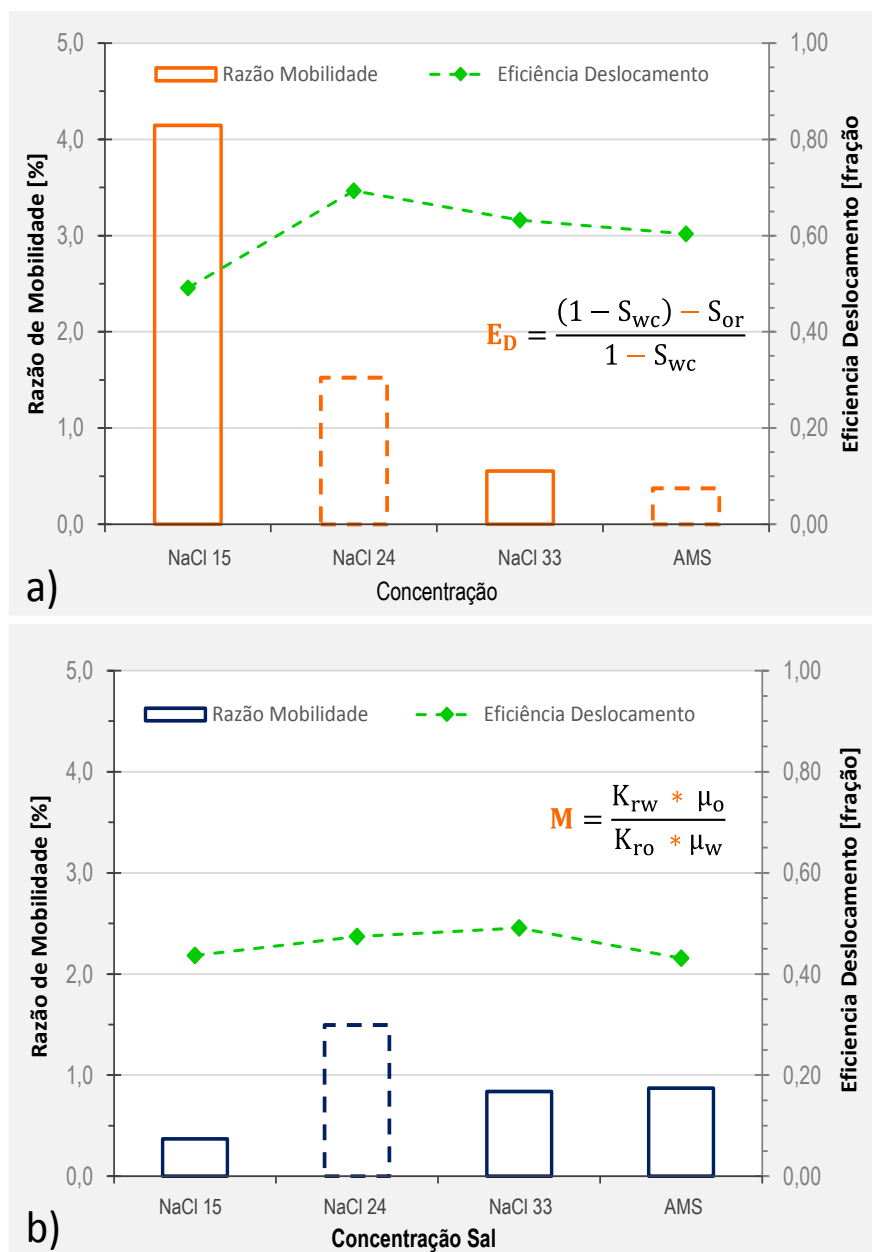 Razão Mobilidade
Eficiência Deslocamento
5,0
4,0
3,0
2,0
1,0
0,0
1,00
0,80
0,60
0,40
0,20
0,00
Razão de Mobilidade [%]
Eficiencia Deslocamento [fração
E_D = ((1 − S_wc) − S_or) / (1 − S_wc)
NaCl 15
NaCl 24
NaCl 33
AMS
Concentração
a)
Razão Mobilidade
Eficiência Deslocamento
5,0
4,0
3,0
2,0
1,0
0,0
1,00
0,80
0,60
0,40
0,20
0,00
Razão de Mobilidade [%]
Eficiencia Deslocamento [fração]
M = (K_rw * μ_o) / (K_ro * μ_w)
NaCl 15
NaCl 24
NaCl 33
AMS
Concentração Sal
b)